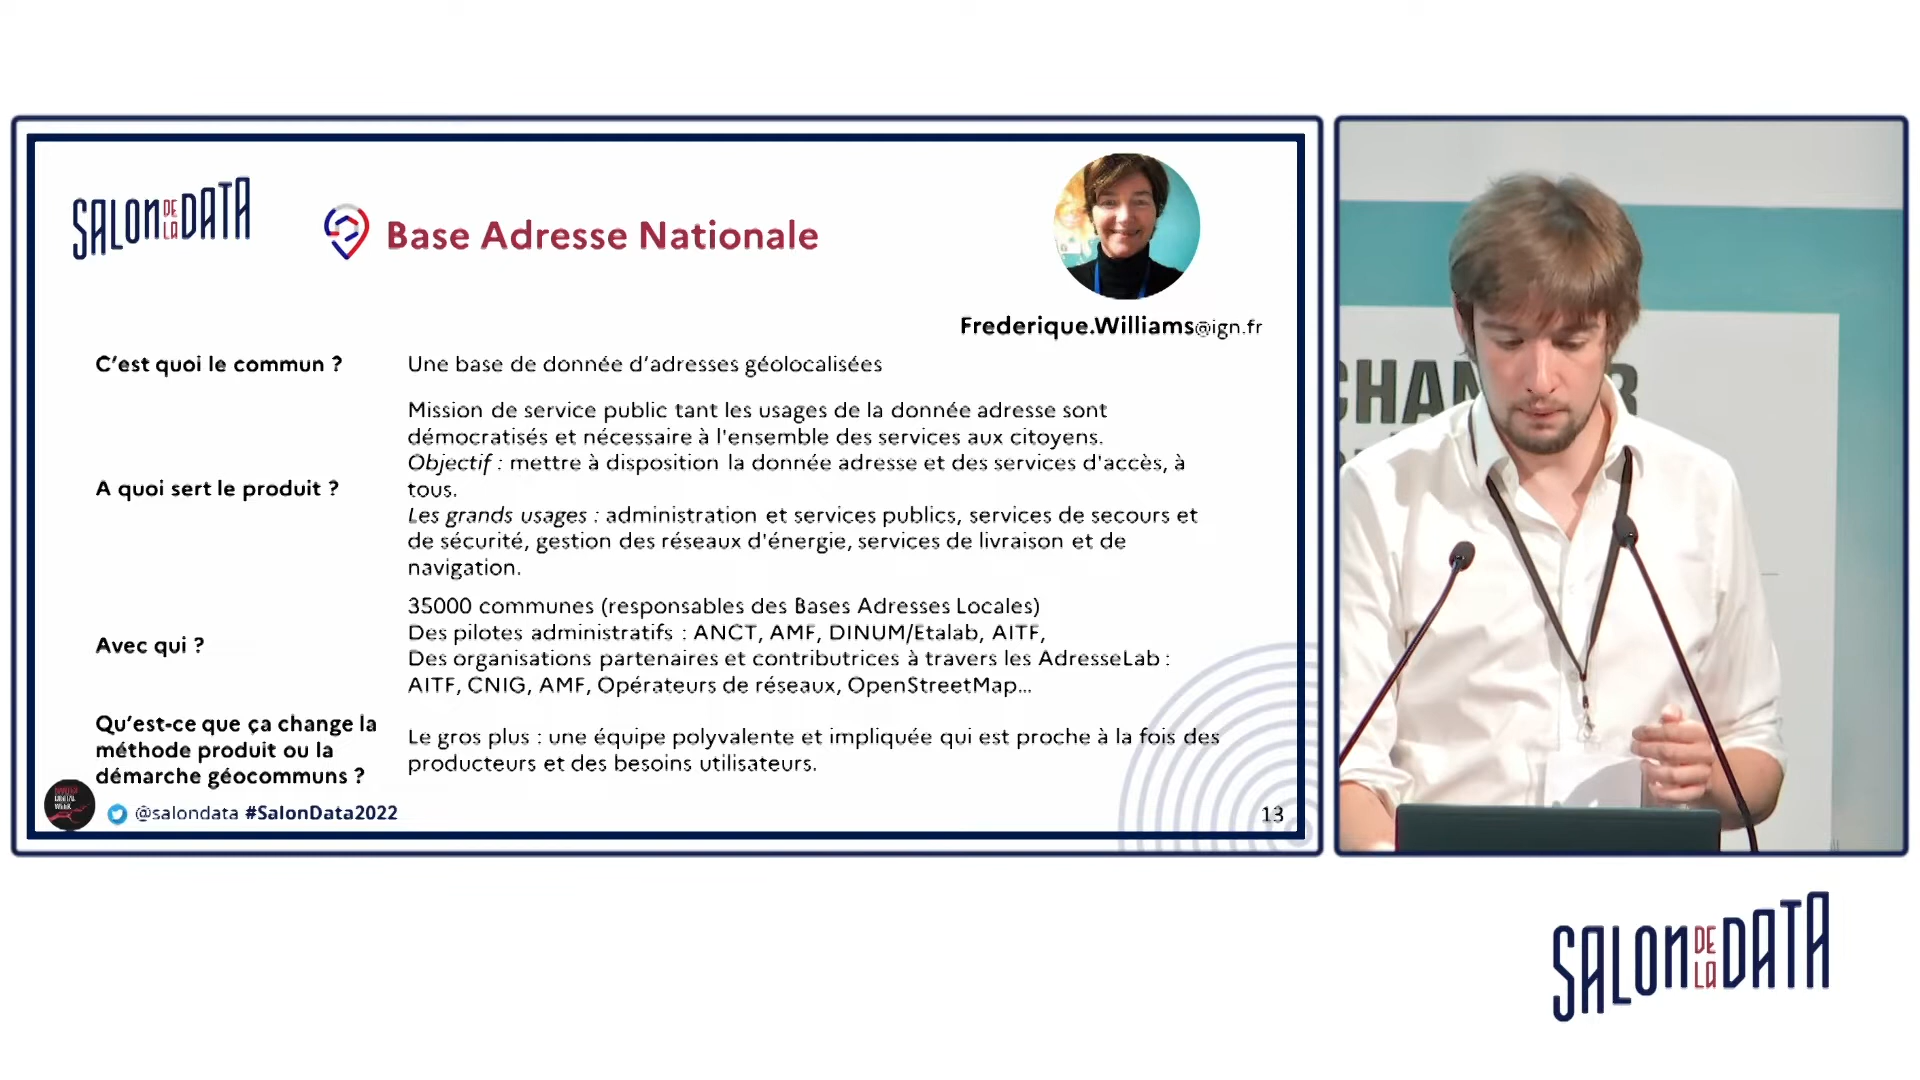 SALON DE LA DATA
Base Adresse Nationale
Frederique.Williams@ign.fr
C'est quoi le commun ?
Une base de donnée d'adresses géolocalisées
A quoi sert le produit ?
Mission de service public tant les usages de la donnée adresse sont
démocratisés et nécessaire à l'ensemble des services aux citoyens.
Objectif : mettre à disposition la donnée adresse et des services d'accès, à
tous.
Les grands usages : administration et services publics, services de secours et
de sécurité, gestion des réseaux d'énergie, services de livraison et de
navigation.
Avec qui ?
35000 communes (responsables des Bases Adresses Locales)
Des pilotes administratifs : ANCT, AMF, DINUM/Etalab, AITF,
Des organisations partenaires et contributrices à travers les AdresseLab :
AITF, CNIG, AMF, Opérateurs de réseaux, OpenStreetMap...
Qu'est-ce que ça change la
méthode produit ou la
démarche géocommuns ?
Le gros plus : une équipe polyvalente et impliquée qui est proche à la fois des
producteurs et des besoins utilisateurs.
@salondata #SalonData2022
13
SALON DE LA DATA